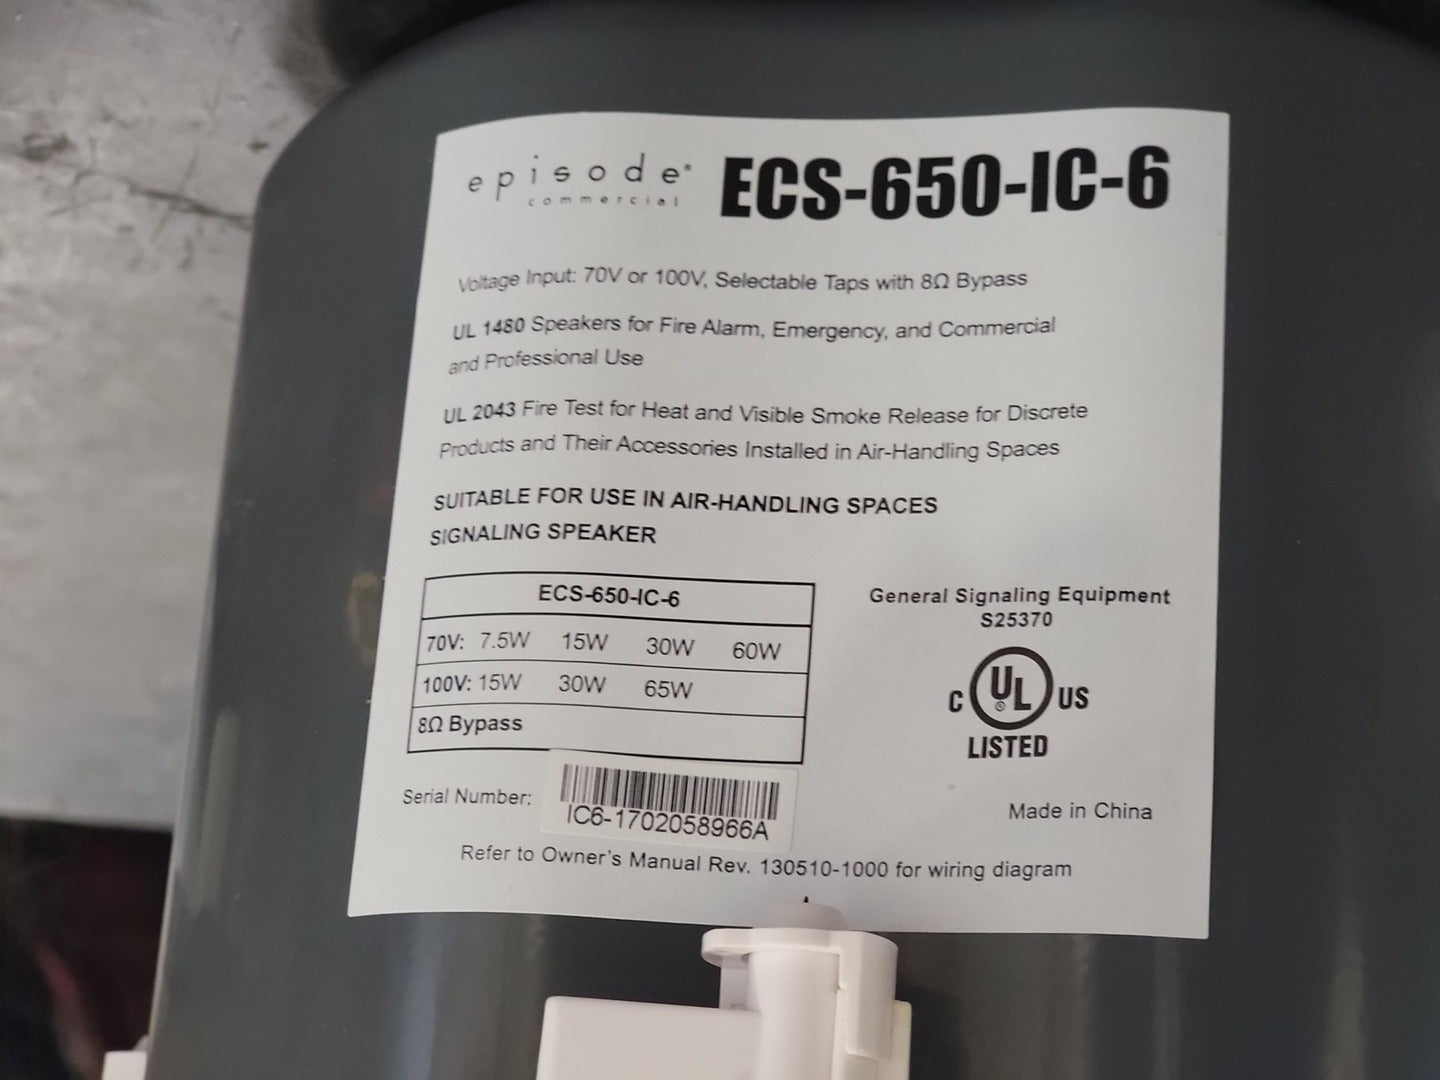 episode®
commercial
ECS-650-IC-6
Voltage Input: 70V or 100V, Selectable Taps with 8Ω Bypass
UL 1480 Speakers for Fire Alarm, Emergency, and Commercial
and Professional Use
UL 2043 Fire Test for Heat and Visible Smoke Release for Discrete
Products and Their Accessories Installed in Air-Handling Spaces
SUITABLE FOR USE IN AIR-HANDLING SPACES
SIGNALING SPEAKER
ECS-650-IC-6
70V: 7.5W 15W 30W 60W
100V: 15W 30W 65W
8Ω Bypass
General Signaling Equipment
S25370
C UL® US
LISTED
Serial Number:
IC6-1702058966A
Made in China
Refer to Owner's Manual Rev. 130510-1000 for wiring diagram